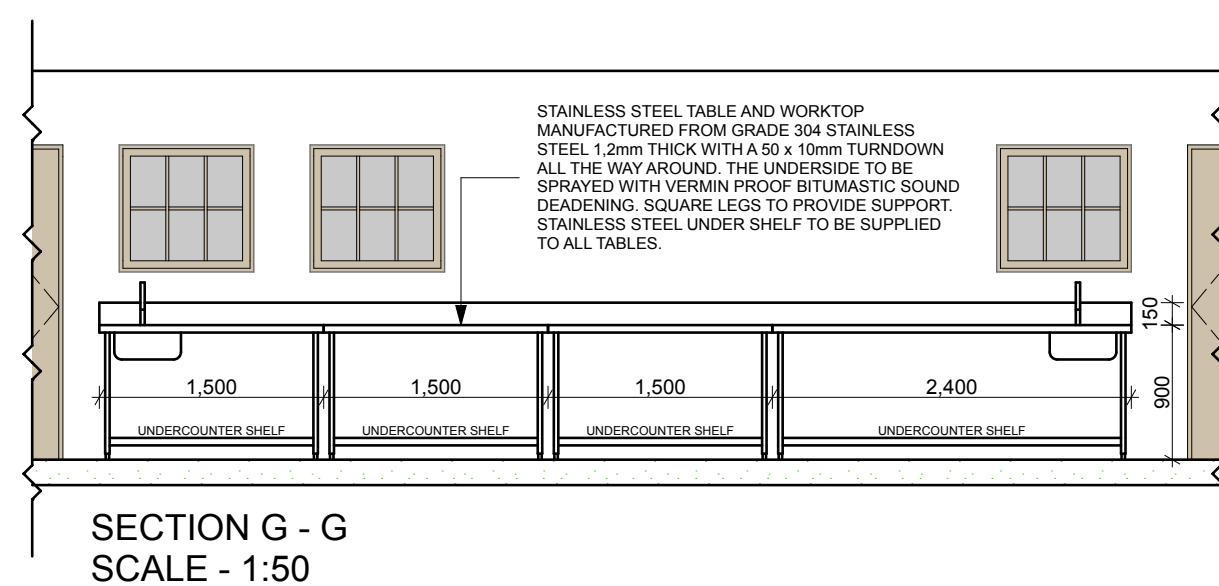 STAINLESS STEEL TABLE AND WORKTOP
MANUFACTURED FROM GRADE 304 STAINLESS
STEEL 1,2mm THICK WITH A 50 x 10mm TURNDOWN
ALL THE WAY AROUND. THE UNDERSIDE TO BE
SPRAYED WITH VERMIN PROOF BITUMASTIC SOUND
DEADENING. SQUARE LEGS TO PROVIDE SUPPORT.
STAINLESS STEEL UNDER SHELF TO BE SUPPLIED
TO ALL TABLES.
150
1,500 1,500 1,500 2,400
900
UNDERCOUNTER SHELF UNDERCOUNTER SHELF UNDERCOUNTER SHELF UNDERCOUNTER SHELF
SECTION G - G
SCALE - 1:50